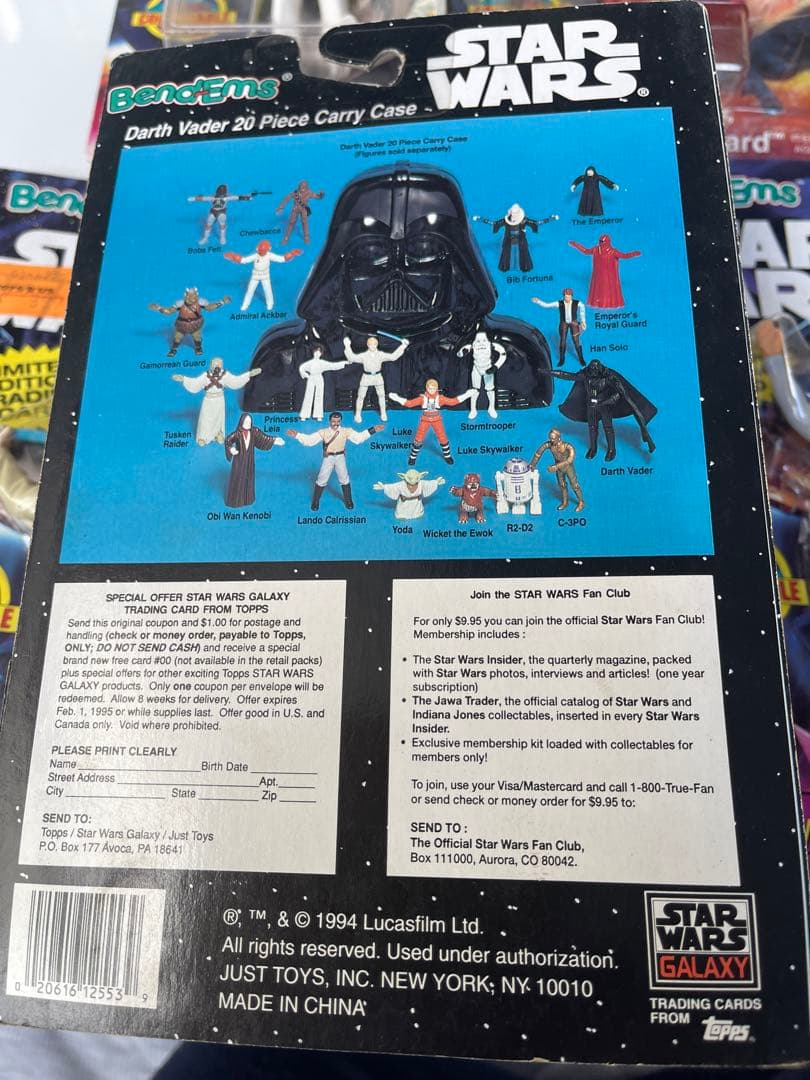 STAR
WARS®
Bend-Ems®
Darth Vader 20 Piece Carry Case
Darth Vader 20 Piece Carry Case
(Figures sold separately)
Boba Fett
Chewbacca
The Emperor
Admiral Ackbar
Bib Fortuna
Emperor's
Royal Guard
Gamorrean Guard
Han Solo
Tusken
Raider
Princess
Leia
Luke
Skywalker
Stormtrooper
Luke Skywalker
Darth Vader
Obi Wan Kenobi
Lando Calrissian
Yoda
Wicket the Ewok
R2-D2
C-3PO
SPECIAL OFFER STAR WARS GALAXY
TRADING CARD FROM TOPPS
Send this original coupon and $1.00 for postage and
handling (check or money order, payable to Topps,
ONLY; DO NOT SEND CASH) and receive a special
brand new free card #00 (not available in the retail packs)
plus special offers for other exciting Topps STAR WARS
GALAXY products. Only one coupon per envelope will be
redeemed. Allow 8 weeks for delivery. Offer expires
Feb. 1, 1995 or while supplies last. Offer good in U.S. and
Canada only. Void where prohibited.
PLEASE PRINT CLEARLY
Name Birth Date
Street Address Apt.
City State Zip
SEND TO:
Topps / Star Wars Galaxy / Just Toys
P.O. Box 177 Avoca, PA 18641
Join the STAR WARS Fan Club
For only $9.95 you can join the official Star Wars Fan Club!
Membership includes :
• The Star Wars Insider, the quarterly magazine, packed
with Star Wars photos, interviews and articles! (one year
subscription)
• The Jawa Trader, the official catalog of Star Wars and
Indiana Jones collectables, inserted in every Star Wars
Insider.
• Exclusive membership kit loaded with collectables for
members only!
To join, use your Visa/Mastercard and call 1-800-True-Fan
or send check or money order for $9.95 to:
SEND TO :
The Official Star Wars Fan Club,
Box 111000, Aurora, CO 80042.
0 20616 12553 9
®, ™, & © 1994 Lucasfilm Ltd.
All rights reserved. Used under authorization.
JUST TOYS, INC. NEW YORK, NY 10010
MADE IN CHINA
STAR
WARS
GALAXY
TRADING CARDS
FROM topps